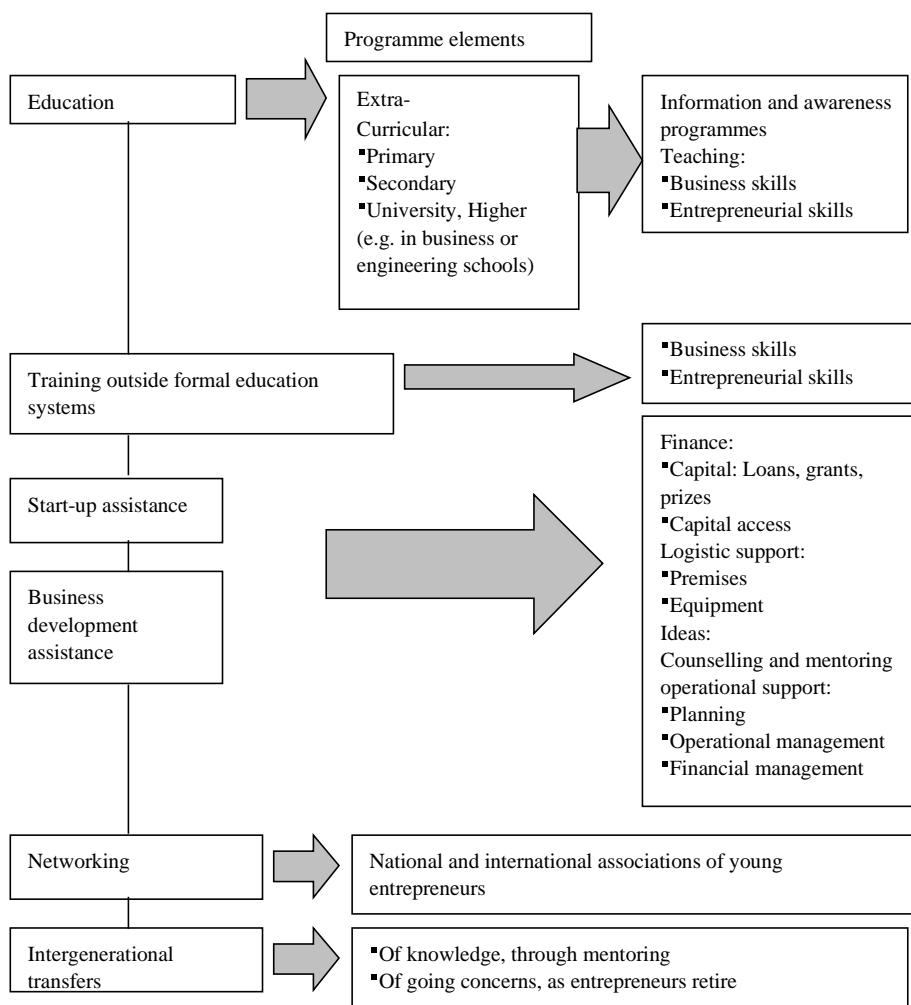 Programme elements
Education
Extra-
Curricular:
▪Primary
▪Secondary
▪University, Higher
(e.g. in business or
engineering schools)
Information and awareness
programmes
Teaching:
▪Business skills
▪Entrepreneurial skills
Training outside formal education
systems
▪Business skills
▪Entrepreneurial skills
Start-up assistance
Business
development
assistance
Finance:
▪Capital: Loans, grants,
prizes
▪Capital access
Logistic support:
▪Premises
▪Equipment
Ideas:
Counselling and mentoring
operational support:
▪Planning
▪Operational management
▪Financial management
Networking
National and international associations of young
entrepreneurs
Intergenerational
transfers
▪Of knowledge, through mentoring
▪Of going concerns, as entrepreneurs retire